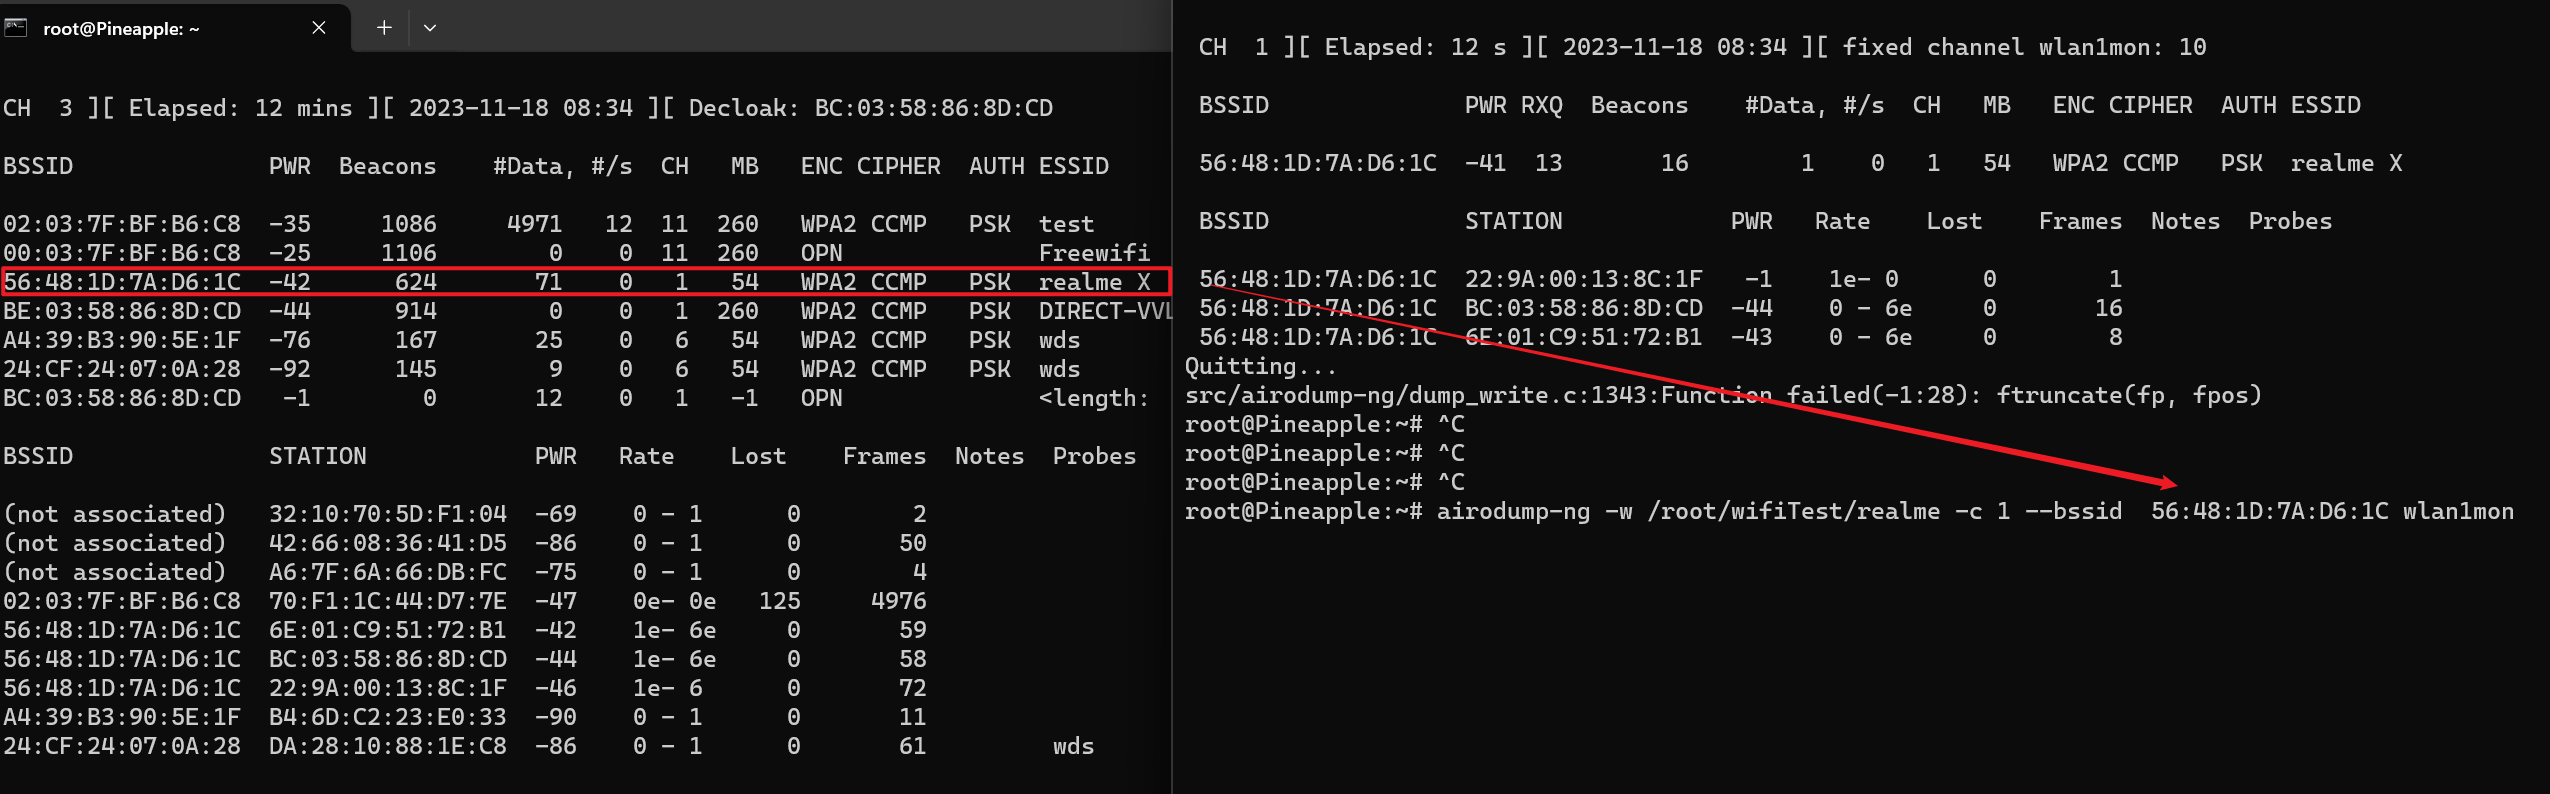 root@Pineapple: ~
CH  3 ][ Elapsed: 12 mins ][ 2023-11-18 08:34 ][ Decloak: BC:03:58:86:8D:CD
BSSID              PWR  Beacons    #Data, #/s  CH   MB   ENC CIPHER  AUTH ESSID
02:03:7F:BF:B6:C8  -35     1086     4971   12  11  260   WPA2 CCMP   PSK  test
00:03:7F:BF:B6:C8  -25     1106        0    0  11  260   OPN              Freewifi
56:48:1D:7A:D6:1C  -42      624       71    0   1   54   WPA2 CCMP   PSK  realme X
BE:03:58:86:8D:CD  -44      914        0    0   1  260   WPA2 CCMP   PSK  DIRECT-VVL
A4:39:B3:90:5E:1F  -76      167       25    0   6   54   WPA2 CCMP   PSK  wds
24:CF:24:07:0A:28  -92      145        9    0   6   54   WPA2 CCMP   PSK  wds
BC:03:58:86:8D:CD   -1        0       12    0   1   -1   OPN              <length:
BSSID              STATION            PWR   Rate    Lost    Frames  Notes  Probes
(not associated)   32:10:70:5D:F1:04  -69    0 - 1      0        2
(not associated)   42:66:08:36:41:D5  -86    0 - 1      0       50
(not associated)   A6:7F:6A:66:DB:FC  -75    0 - 1      0        4
02:03:7F:BF:B6:C8  70:F1:1C:44:D7:7E  -47    0e- 0e   125     4976
56:48:1D:7A:D6:1C  6E:01:C9:51:72:B1  -42    1e- 6e     0       59
56:48:1D:7A:D6:1C  BC:03:58:86:8D:CD  -44    1e- 6e     0       58
56:48:1D:7A:D6:1C  22:9A:00:13:8C:1F  -46    1e- 6      0       72
A4:39:B3:90:5E:1F  B4:6D:C2:23:E0:33  -90    0 - 1      0       11
24:CF:24:07:0A:28  DA:28:10:88:1E:C8  -86    0 - 1      0       61         wds
CH  1 ][ Elapsed: 12 s ][ 2023-11-18 08:34 ][ fixed channel wlan1mon: 10
BSSID              PWR RXQ  Beacons    #Data, #/s  CH   MB   ENC CIPHER  AUTH ESSID
56:48:1D:7A:D6:1C  -41  13       16        1    0   1   54   WPA2 CCMP   PSK  realme X
BSSID              STATION            PWR   Rate    Lost    Frames  Notes  Probes
56:48:1D:7A:D6:1C  22:9A:00:13:8C:1F   -1    1e- 0      0        1
56:48:1D:7A:D6:1C  BC:03:58:86:8D:CD  -44    0 - 6e     0       16
56:48:1D:7A:D6:1C  6E:01:C9:51:72:B1  -43    0 - 6e     0        8
Quitting...
src/airodump-ng/dump_write.c:1343:Function failed(-1:28): ftruncate(fp, fpos)
root@Pineapple:~# ^C
root@Pineapple:~# ^C
root@Pineapple:~# ^C
root@Pineapple:~# airodump-ng -w /root/wifiTest/realme -c 1 --bssid  56:48:1D:7A:D6:1C wlan1mon